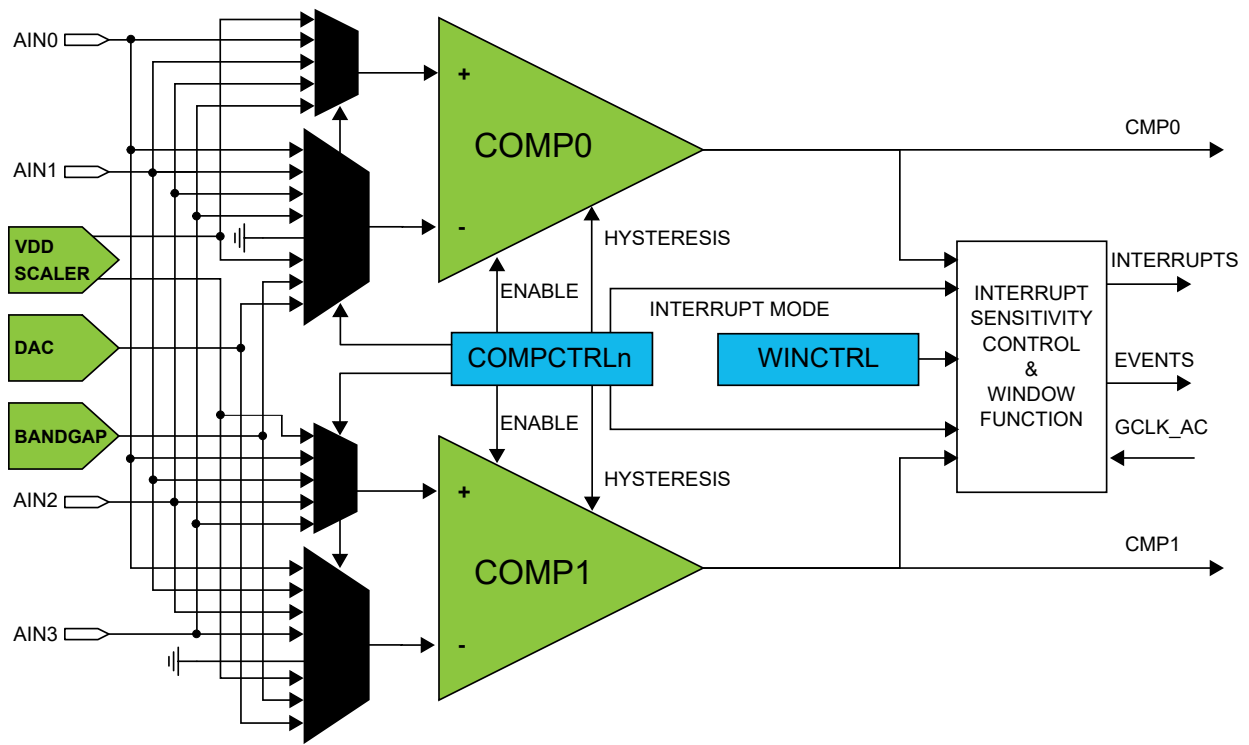 AIN0
+
COMP0
-
CMP0
AIN1
VDD
SCALER
HYSTERESIS
ENABLE
INTERRUPT MODE
INTERRUPTS
INTERRUPT
SENSITIVITY
CONTROL
&
WINDOW
FUNCTION
DAC
COMPCTRLn
WINCTRL
EVENTS
BANDGAP
ENABLE
GCLK_AC
HYSTERESIS
AIN2
+
COMP1
-
CMP1
AIN3